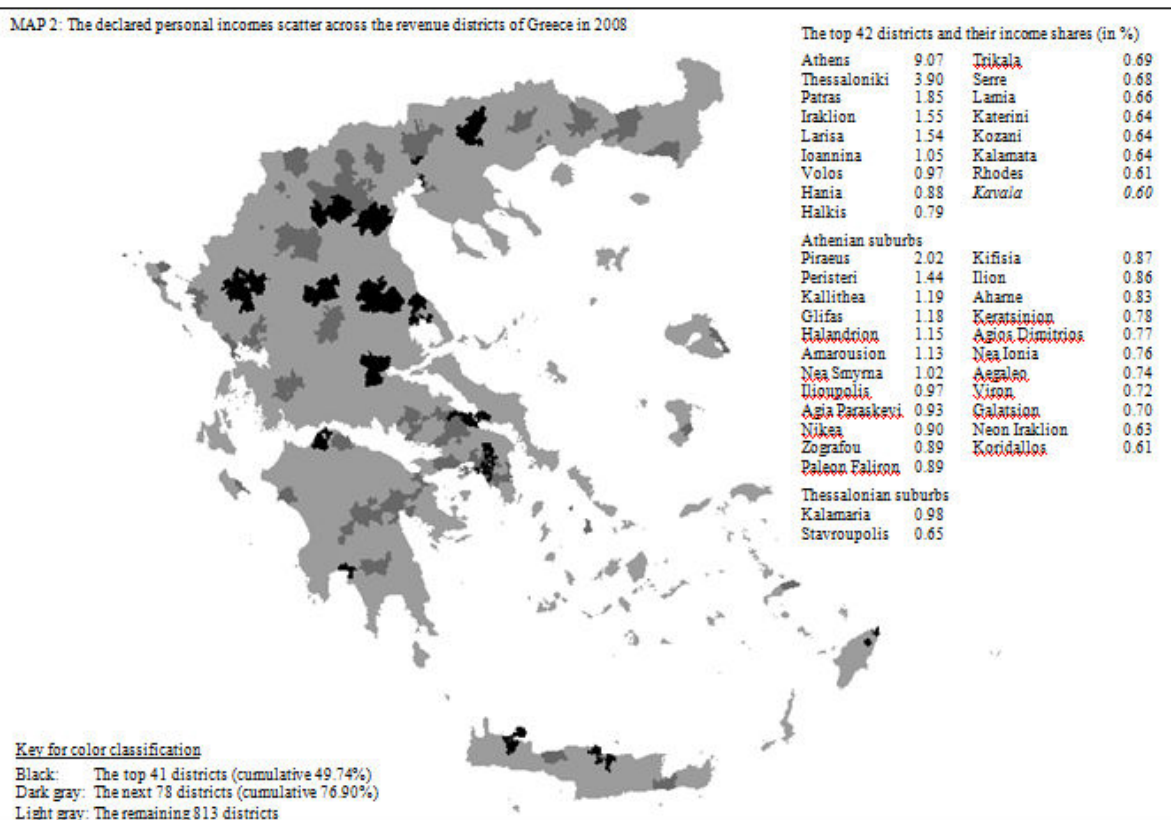 MAP 2: The declared personal incomes scatter across the revenue districts of Greece in 2008
The top 42 districts and their income shares (in %)
Athens 9.07 Trikala 0.69
Thessaloniki 3.90 Serre 0.68
Patras 1.85 Lamia 0.66
Iraklion 1.55 Katerini 0.64
Larisa 1.54 Kozani 0.64
Ioannina 1.05 Kalamata 0.64
Volos 0.97 Rhodes 0.61
Hania 0.88 Kavala 0.60
Halkis 0.79
Athenian suburbs
Piraeus 2.02 Kifisia 0.87
Peristeri 1.44 Ilion 0.86
Kallithea 1.19 Aharne 0.83
Glifas 1.18 Keratsinion 0.78
Halandrion 1.15 Agios Dimitrios 0.77
Amarousion 1.13 Nea Ionia 0.76
Nea Smyrna 1.02 Aegaleo 0.74
Ilioupolis 0.97 Viron 0.72
Agia Paraskevi 0.93 Galatsion 0.70
Nikea 0.90 Neon Iraklion 0.63
Zografou 0.89 Koridallos 0.61
Paleon Faliron 0.89
Thessalonian suburbs
Kalamaria 0.98
Stavroupolis 0.65
Key for color classification
Black: The top 41 districts (cumulative 49.74%)
Dark gray: The next 78 districts (cumulative 76.90%)
Light gray: The remaining 813 districts